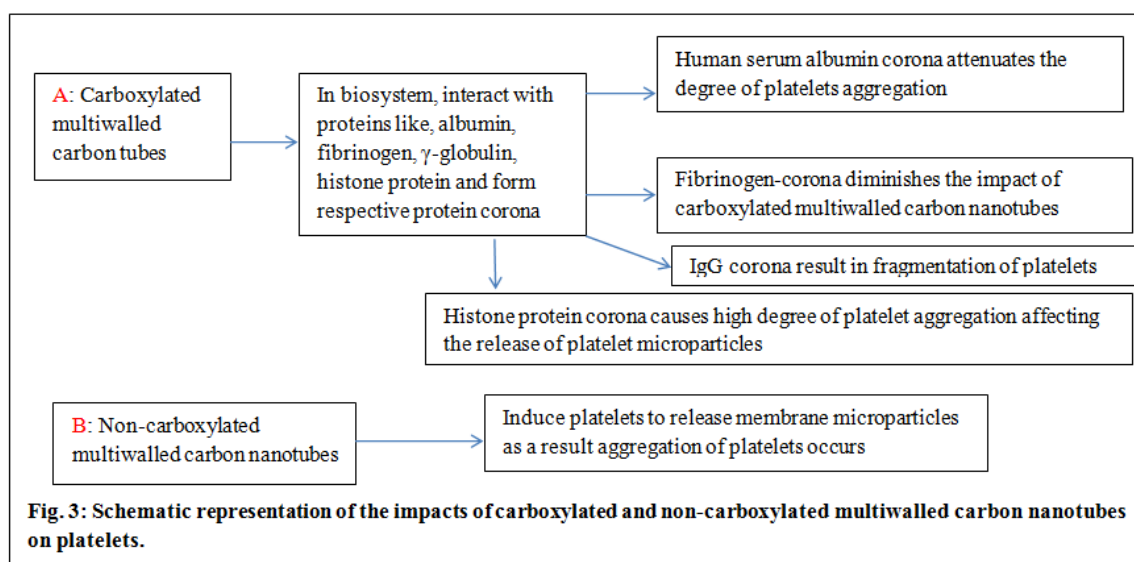 A: Carboxylated
multiwalled
carbon tubes
In biosystem, interact with
proteins like, albumin,
fibrinogen, γ-globulin,
histone protein and form
respective protein corona
Human serum albumin corona attenuates the
degree of platelets aggregation
Fibrinogen-corona diminishes the impact of
carboxylated multiwalled carbon nanotubes
IgG corona result in fragmentation of platelets
Histone protein corona causes high degree of platelet aggregation affecting
the release of platelet microparticles
B: Non-carboxylated
multiwalled carbon nanotubes
Induce platelets to release membrane microparticles
as a result aggregation of platelets occurs
Fig. 3: Schematic representation of the impacts of carboxylated and non-carboxylated multiwalled carbon nanotubes
on platelets.